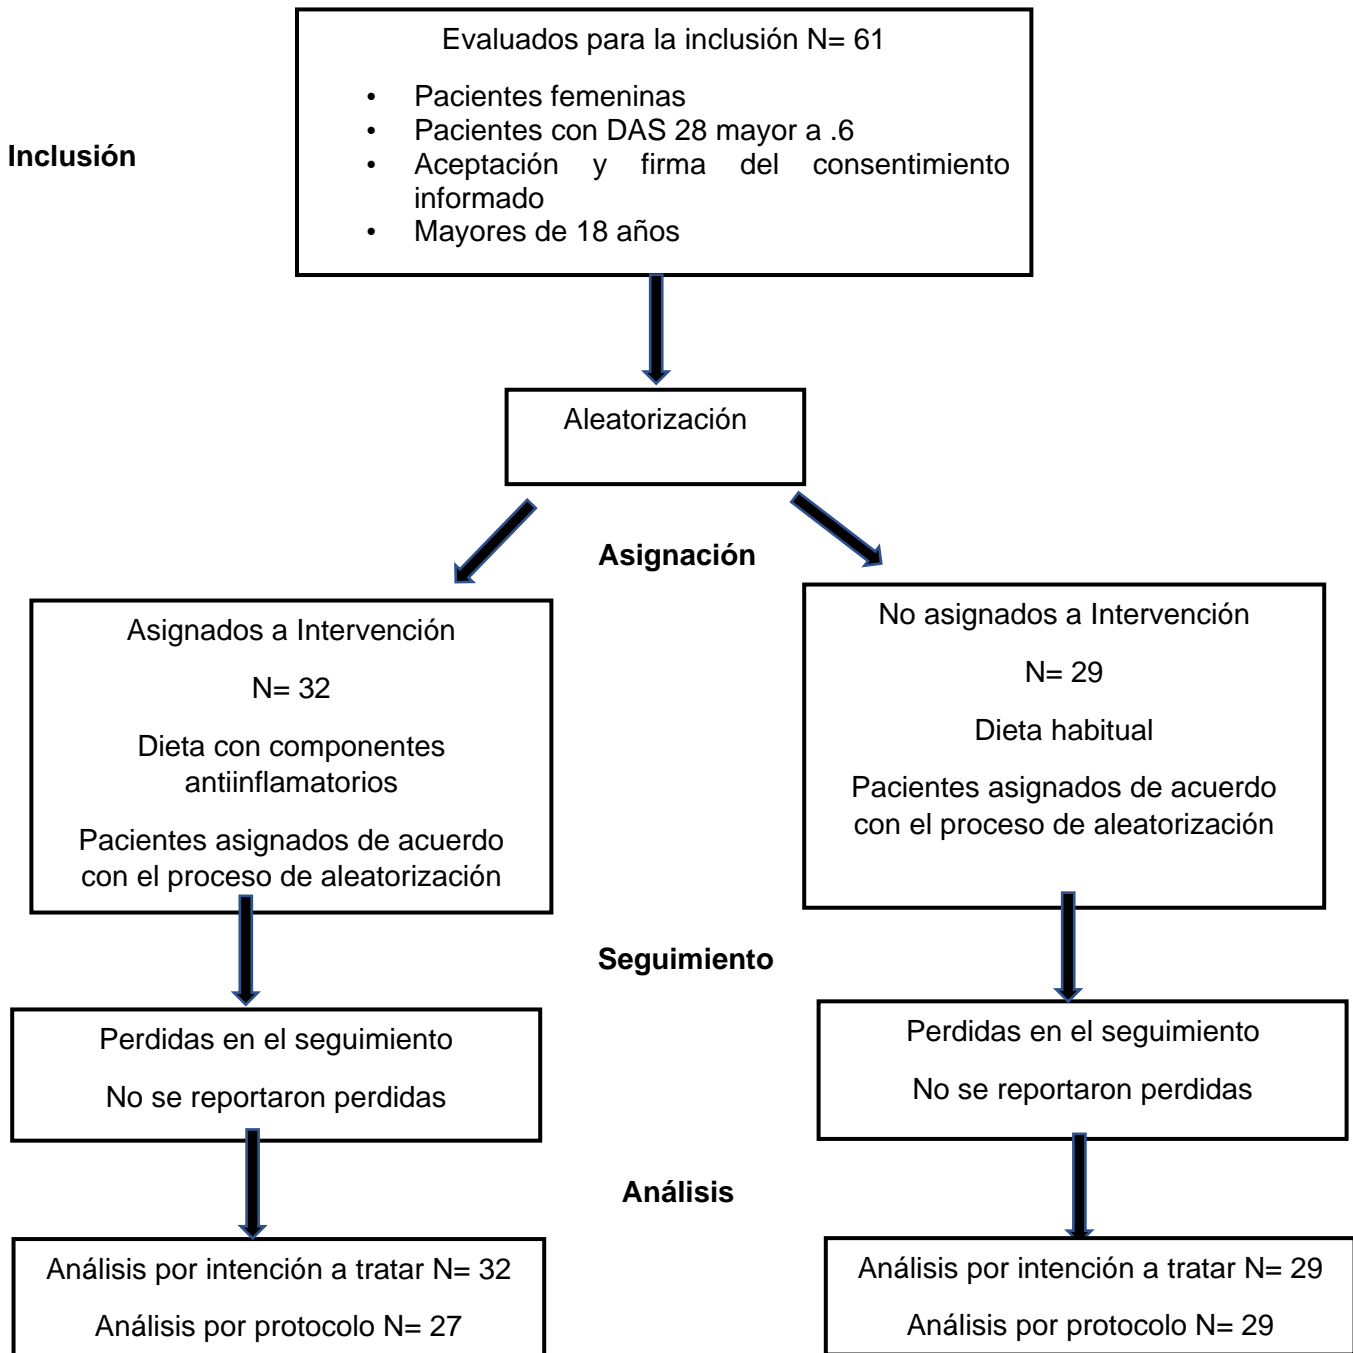 Evaluados para la inclusión N= 61
• Pacientes femeninas
• Pacientes con DAS 28 mayor a .6
• Aceptación y firma del consentimiento
informado
• Mayores de 18 años
Inclusión
Aleatorización
Asignación
Asignados a Intervención
N= 32
Dieta con componentes
antiinflamatorios
Pacientes asignados de acuerdo
con el proceso de aleatorización
No asignados a Intervención
N= 29
Dieta habitual
Pacientes asignados de acuerdo
con el proceso de aleatorización
Seguimiento
Perdidas en el seguimiento
No se reportaron perdidas
Perdidas en el seguimiento
No se reportaron perdidas
Análisis
Análisis por intención a tratar N= 32
Análisis por protocolo N= 27
Análisis por intención a tratar N= 29
Análisis por protocolo N= 29